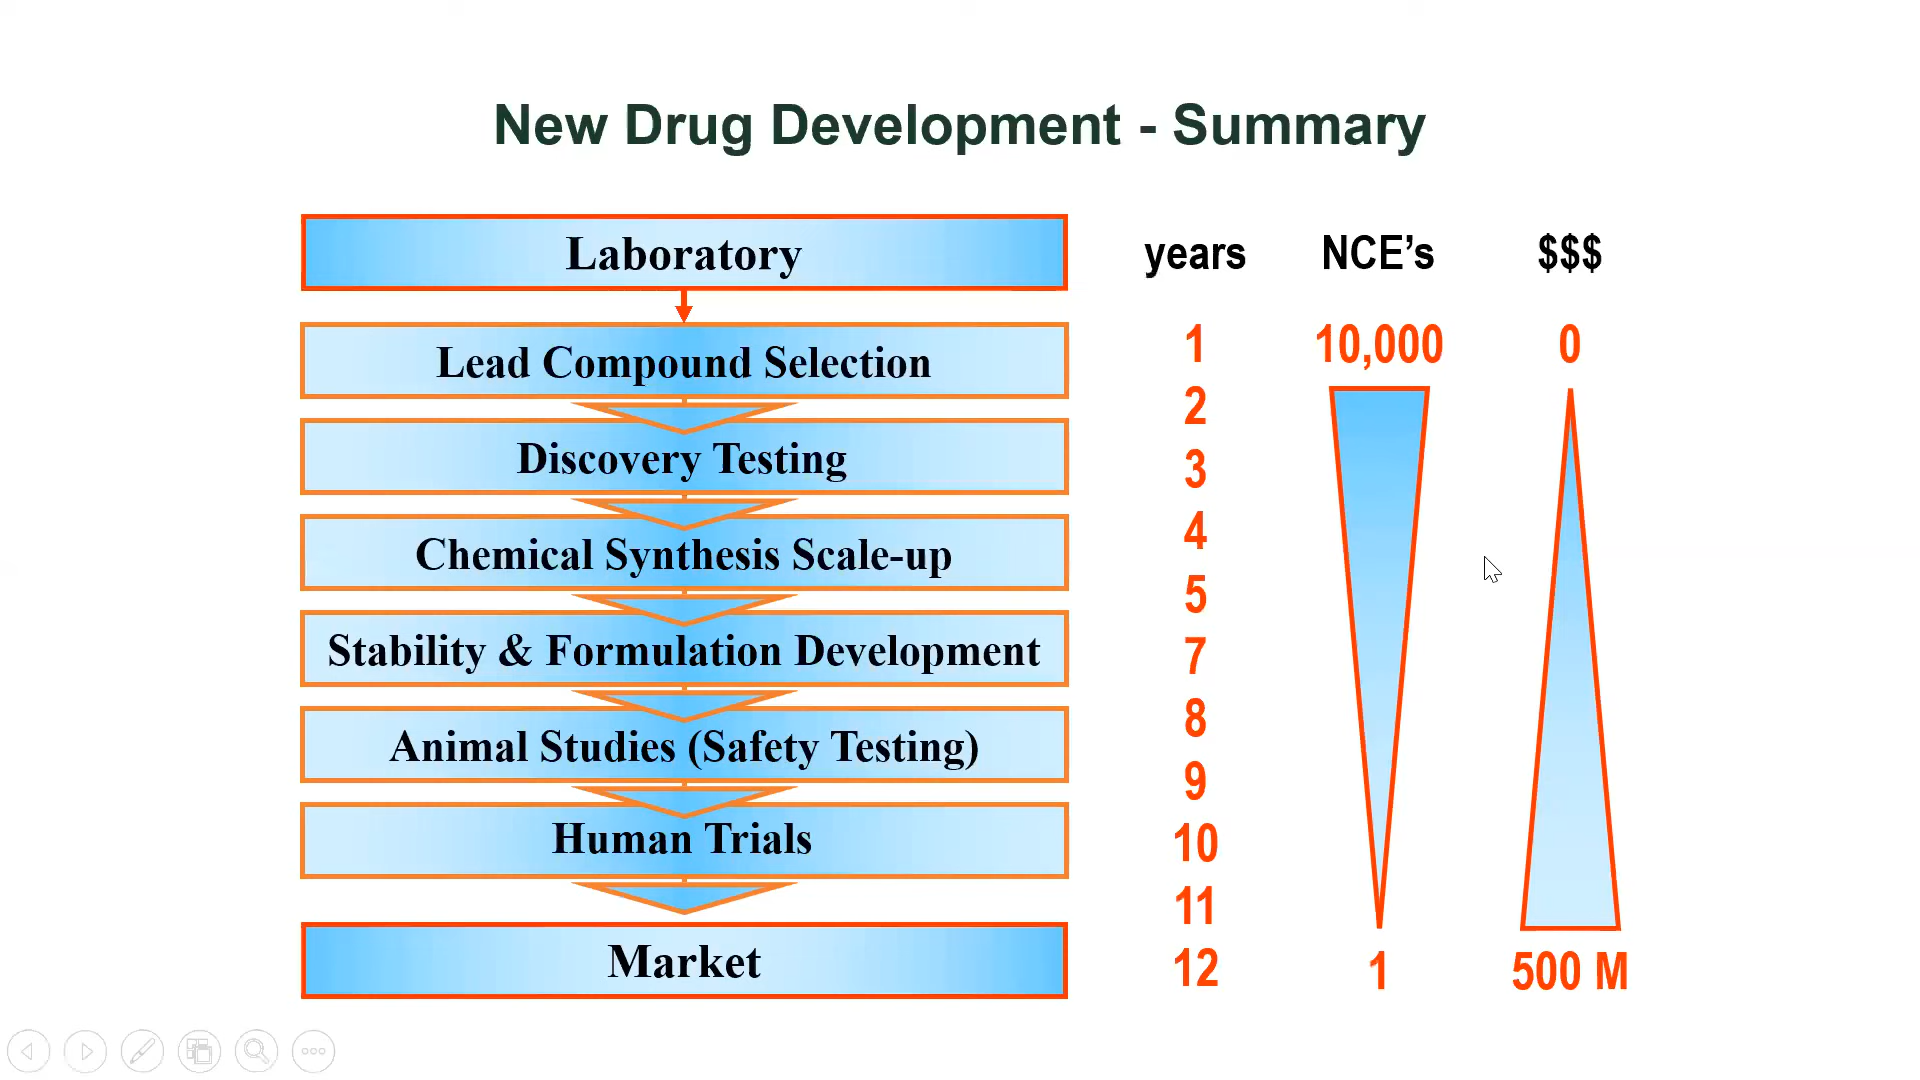 New Drug Development - Summary
Laboratory
Lead Compound Selection
Discovery Testing
Chemical Synthesis Scale-up
Stability & Formulation Development
Animal Studies (Safety Testing)
Human Trials
Market
years NCE’s $$$
1 10,000 0
2
3
4
5
7
8
9
10
11
12 1 500 M